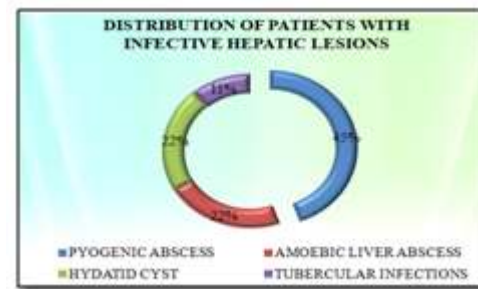 DISTRIBUTION OF PATIENTS WITH
INFECTIVE HEPATIC LESIONS
11%
22%
22%
PYOGENIC ABSCESS
AMOEBIC LIVER ABSCESS
HYDATID CYST
TUBERCULAR INFECTIONS